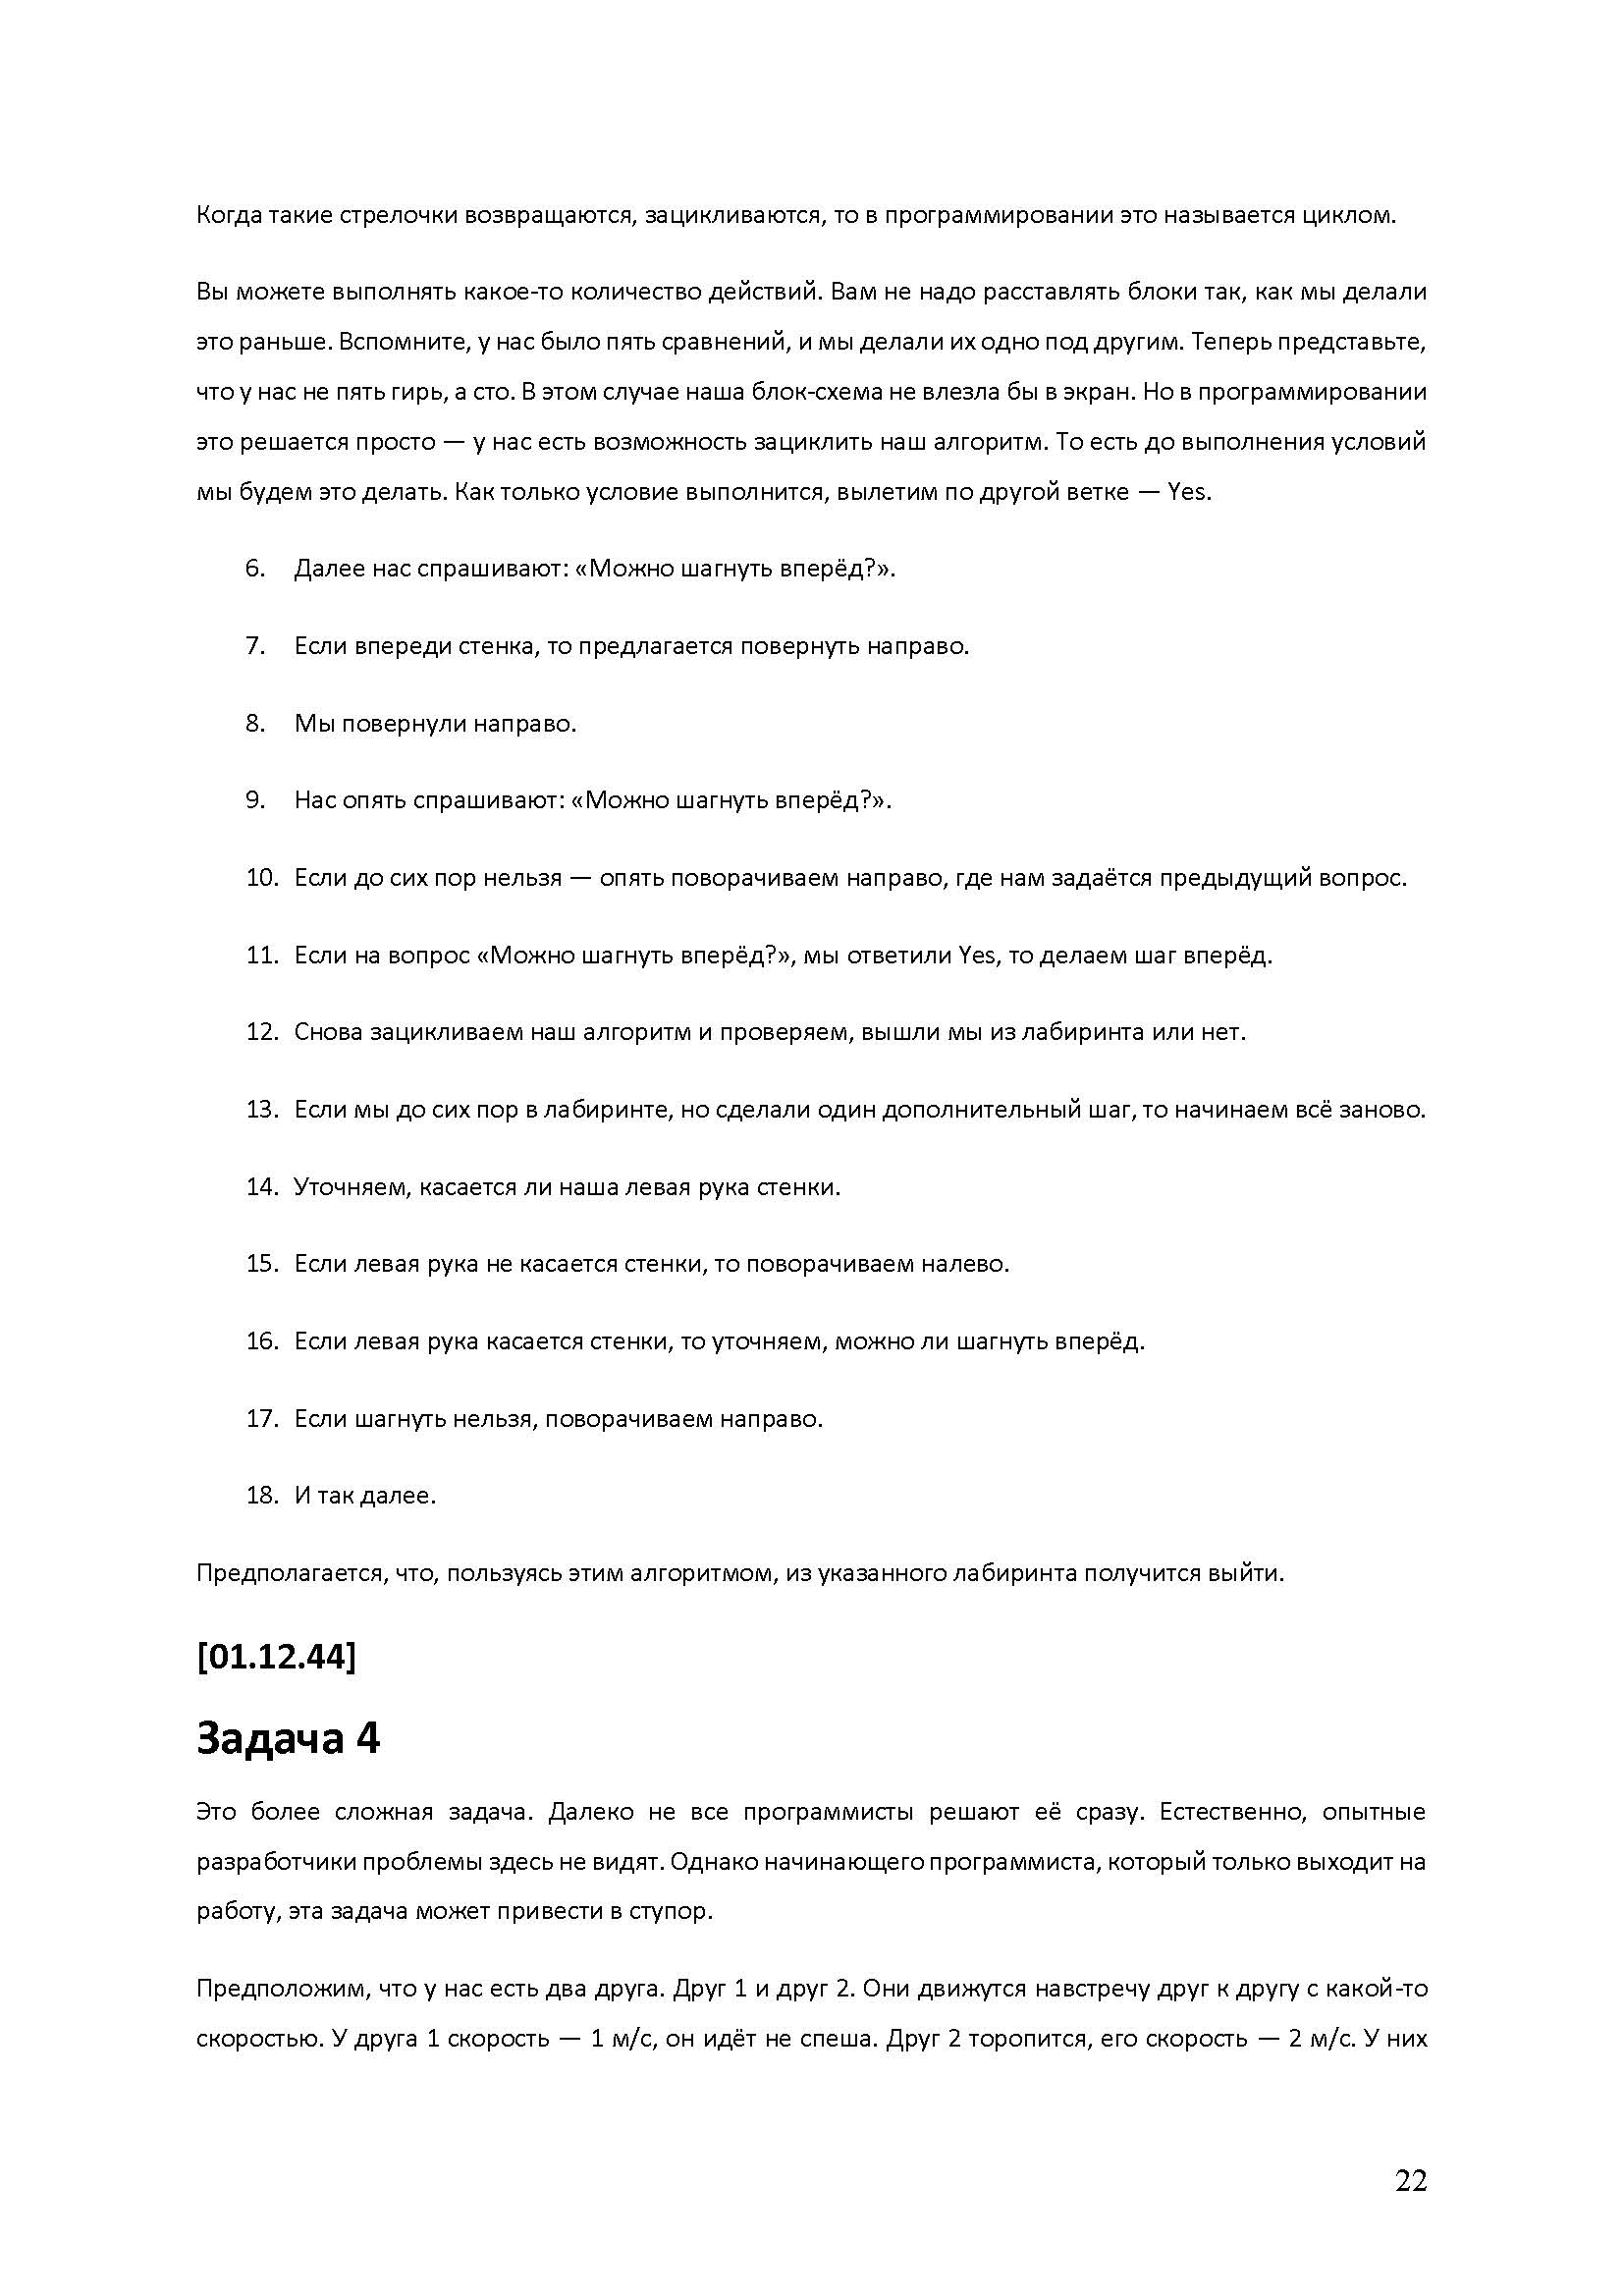 Когда такие стрелочки возвращаются, зацикливаются, то в программировании это называется циклом.
Вы можете выполнять какое-то количество действий. Вам не надо расставлять блоки так, как мы делали
это раньше. Вспомните, у нас было пять сравнений, и мы делали их одно под другим. Теперь представьте,
что у нас не пять гирь, а сто. В этом случае наша блок-схема не влезла бы в экран. Но в программировании
это решается просто — у нас есть возможность зациклить наш алгоритм. То есть до выполнения условий
мы будем это делать. Как только условие выполнится, вылетим по другой ветке — Yes.
6. Далее нас спрашивают: «Можно шагнуть вперёд?».
7. Если впереди стенка, то предлагается повернуть направо.
8. Мы повернули направо.
9. Нас опять спрашивают: «Можно шагнуть вперёд?».
10. Если до сих пор нельзя — опять поворачиваем направо, где нам задаётся предыдущий вопрос.
11. Если на вопрос «Можно шагнуть вперёд?», мы ответили Yes, то делаем шаг вперёд.
12. Снова зацикливаем наш алгоритм и проверяем, вышли мы из лабиринта или нет.
13. Если мы до сих пор в лабиринте, но сделали один дополнительный шаг, то начинаем всё заново.
14. Уточняем, касается ли наша левая рука стенки.
15. Если левая рука не касается стенки, то поворачиваем налево.
16. Если левая рука касается стенки, то уточняем, можно ли шагнуть вперёд.
17. Если шагнуть нельзя, поворачиваем направо.
18. И так далее.
Предполагается, что, пользуясь этим алгоритмом, из указанного лабиринта получится выйти.
[01.12.44]
Задача 4
Это более сложная задача. Далеко не все программисты решают её сразу. Естественно, опытные
разработчики проблемы здесь не видят. Однако начинающего программиста, который только выходит на
работу, эта задача может привести в ступор.
Предположим, что у нас есть два друга. Друг 1 и друг 2. Они движутся навстречу друг к другу с какой-то
скоростью. У друга 1 скорость — 1 м/с, он идёт не спеша. Друг 2 торопится, его скорость — 2 м/с. У них
22